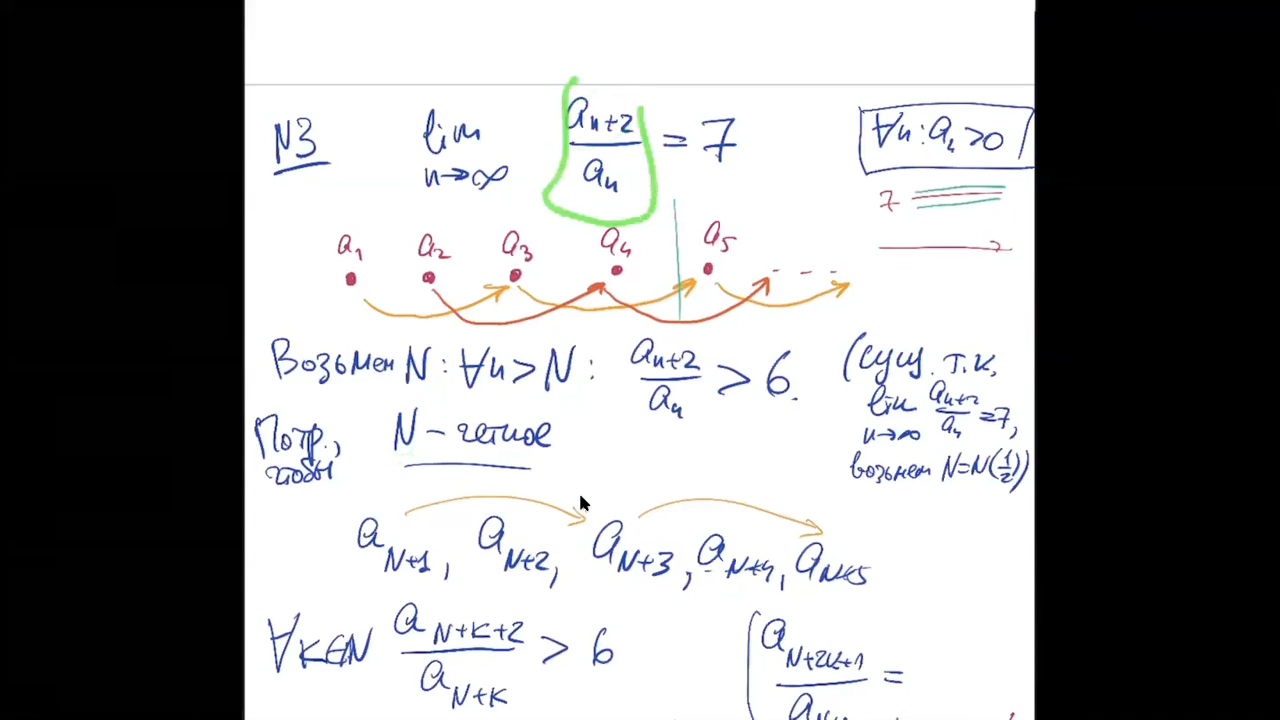 N3 lim n→∞ a_{n+2}/a_n = 7 ∀n: a_n > 0
7
a_1 a_2 a_3 a_4 a_5 - - -
Возьмем N: ∀n > N: a_{n+2}/a_n > 6. (сущ. т.к.
lim n→∞ a_{n+2}/a_n = 7,
Потр., чтобы N – четное
возьмем N=N(1/2))
a_{N+1}, a_{N+2}, a_{N+3}, a_{N+4}, a_{N+5}
∀k∈N a_{N+k+2}/a_{N+k} > 6
(a_{N+2k+1}/a =